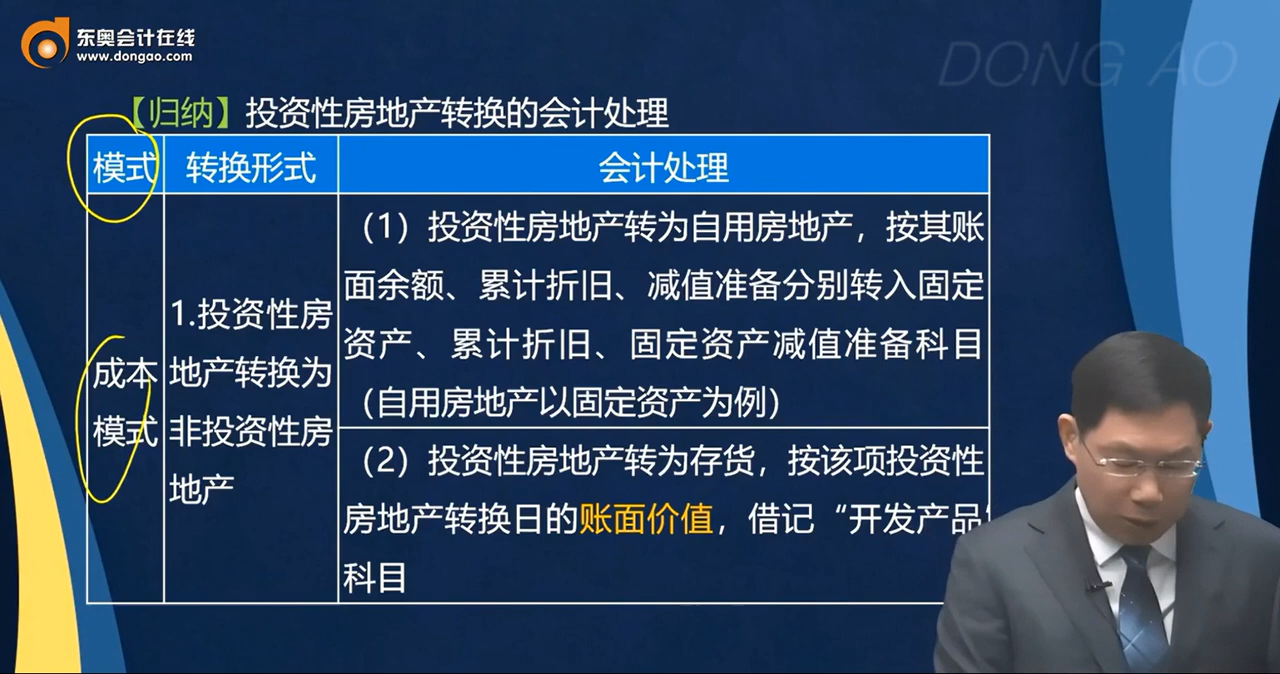 东奥会计在线
www.dongao.com
DONG AO
【归纳】投资性房地产转换的会计处理
模式
转换形式
会计处理
成本
模式
1.投资性房
地产转换为
非投资性房
地产
（1）投资性房地产转为自用房地产，按其账
面余额、累计折旧、减值准备分别转入固定
资产、累计折旧、固定资产减值准备科目
（自用房地产以固定资产为例）
（2）投资性房地产转为存货，按该项投资性
房地产转换日的账面价值，借记“开发产品”
科目